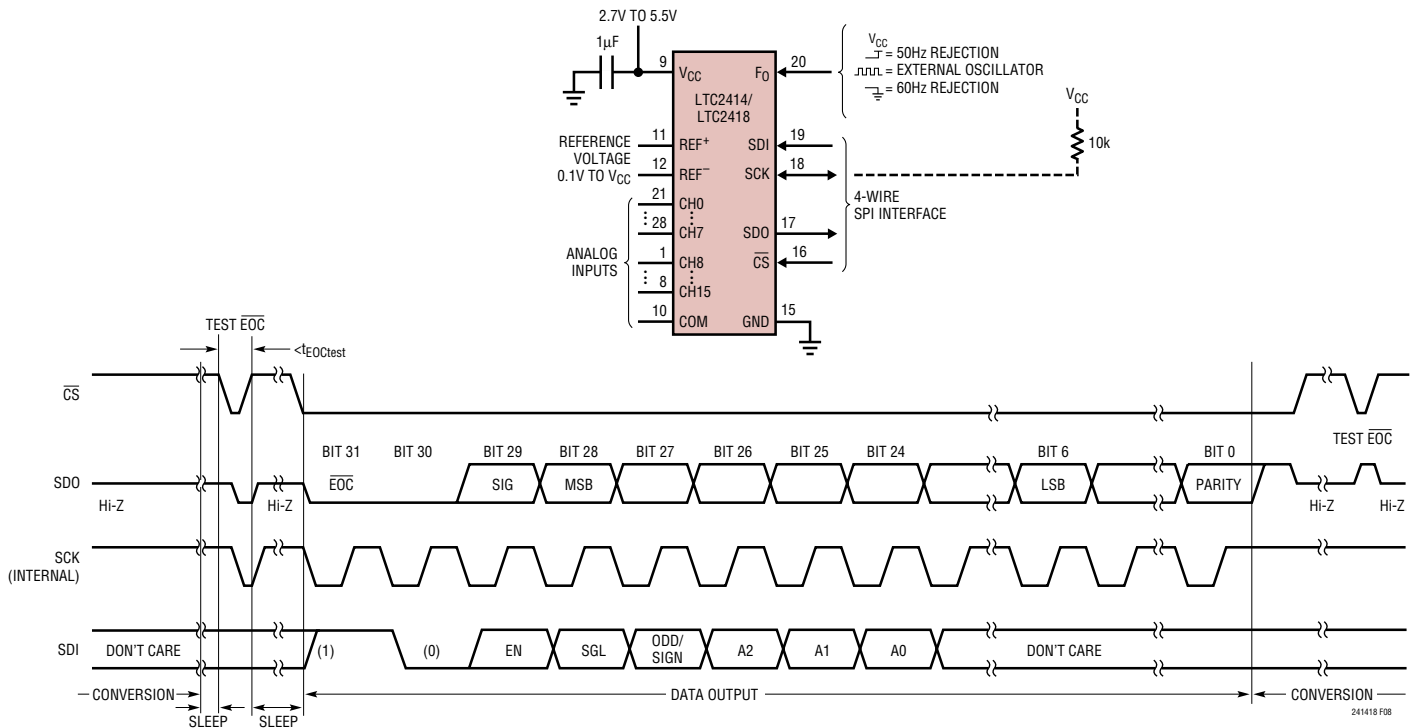 2.7V TO 5.5V
1µF
9
VCC
FO
20
LTC2414/
LTC2418
VCC
= 50Hz REJECTION
= EXTERNAL OSCILLATOR
= 60Hz REJECTION
VCC
10k
REFERENCE
VOLTAGE
0.1V TO VCC
11
REF+
12
REF–
SDI
19
SCK
18
4-WIRE
SPI INTERFACE
ANALOG
INPUTS
21
CH0
28
CH7
1
CH8
8
CH15
10
COM
SDO
17
CS
16
GND
15
TEST EOC
<tEOCtest
CS
TEST EOC
BIT 31
BIT 30
BIT 29
BIT 28
BIT 27
BIT 26
BIT 25
BIT 24
BIT 6
BIT 0
SDO
EOC
SIG
MSB
LSB
PARITY
Hi-Z
Hi-Z
Hi-Z
Hi-Z
SCK
(INTERNAL)
SDI
DON'T CARE
(1)
(0)
EN
SGL
ODD/
SIGN
A2
A1
A0
DON'T CARE
CONVERSION
SLEEP
SLEEP
DATA OUTPUT
CONVERSION
241418 F08